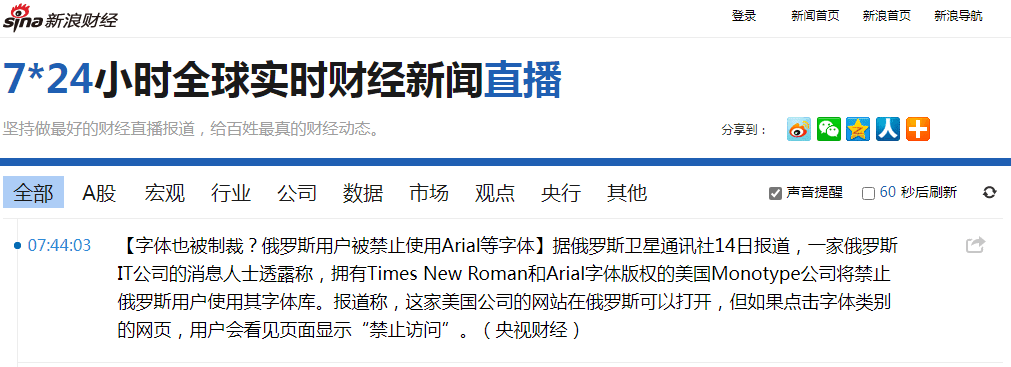 sina新浪财经
登录 新闻首页 新浪首页 新浪导航
7*24小时全球实时财经新闻直播
坚持做最好的财经直播报道，给百姓最真的财经动态。
分享到：
全部 A股 宏观 行业 公司 数据 市场 观点 央行 其他
声音提醒 60 秒后刷新
07:44:03
【字体也被制裁？俄罗斯用户被禁止使用Arial等字体】据俄罗斯卫星通讯社14日报道，一家俄罗斯
IT公司的消息人士透露称，拥有Times New Roman和Arial字体版权的美国Monotype公司将禁止
俄罗斯用户使用其字体库。报道称，这家美国公司的网站在俄罗斯可以打开，但如果点击字体类别
的网页，用户会看见页面显示“禁止访问”。（央视财经）